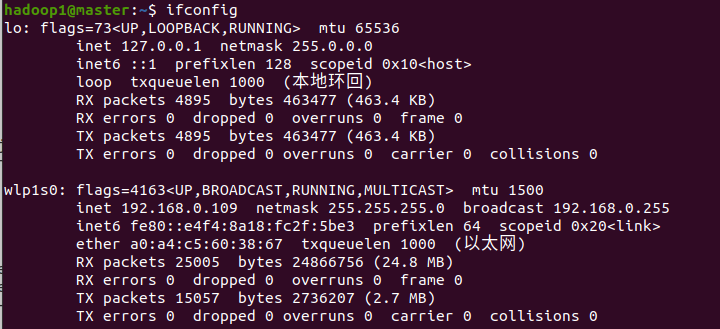 hadoop1@master:~$ ifconfig
lo: flags=73<UP,LOOPBACK,RUNNING>  mtu 65536
        inet 127.0.0.1  netmask 255.0.0.0
        inet6 ::1  prefixlen 128  scopeid 0x10<host>
        loop  txqueuelen 1000  (本地环回)
        RX packets 4895  bytes 463477 (463.4 KB)
        RX errors 0  dropped 0  overruns 0  frame 0
        TX packets 4895  bytes 463477 (463.4 KB)
        TX errors 0  dropped 0 overruns 0  carrier 0  collisions 0

wlp1s0: flags=4163<UP,BROADCAST,RUNNING,MULTICAST>  mtu 1500
        inet 192.168.0.109  netmask 255.255.255.0  broadcast 192.168.0.255
        inet6 fe80::e4f4:8a18:fc2f:5be3  prefixlen 64  scopeid 0x20<link>
        ether a0:a4:c5:60:38:67  txqueuelen 1000  (以太网)
        RX packets 25005  bytes 24866756 (24.8 MB)
        RX errors 0  dropped 0  overruns 0  frame 0
        TX packets 15057  bytes 2736207 (2.7 MB)
        TX errors 0  dropped 0 overruns 0  carrier 0  collisions 0